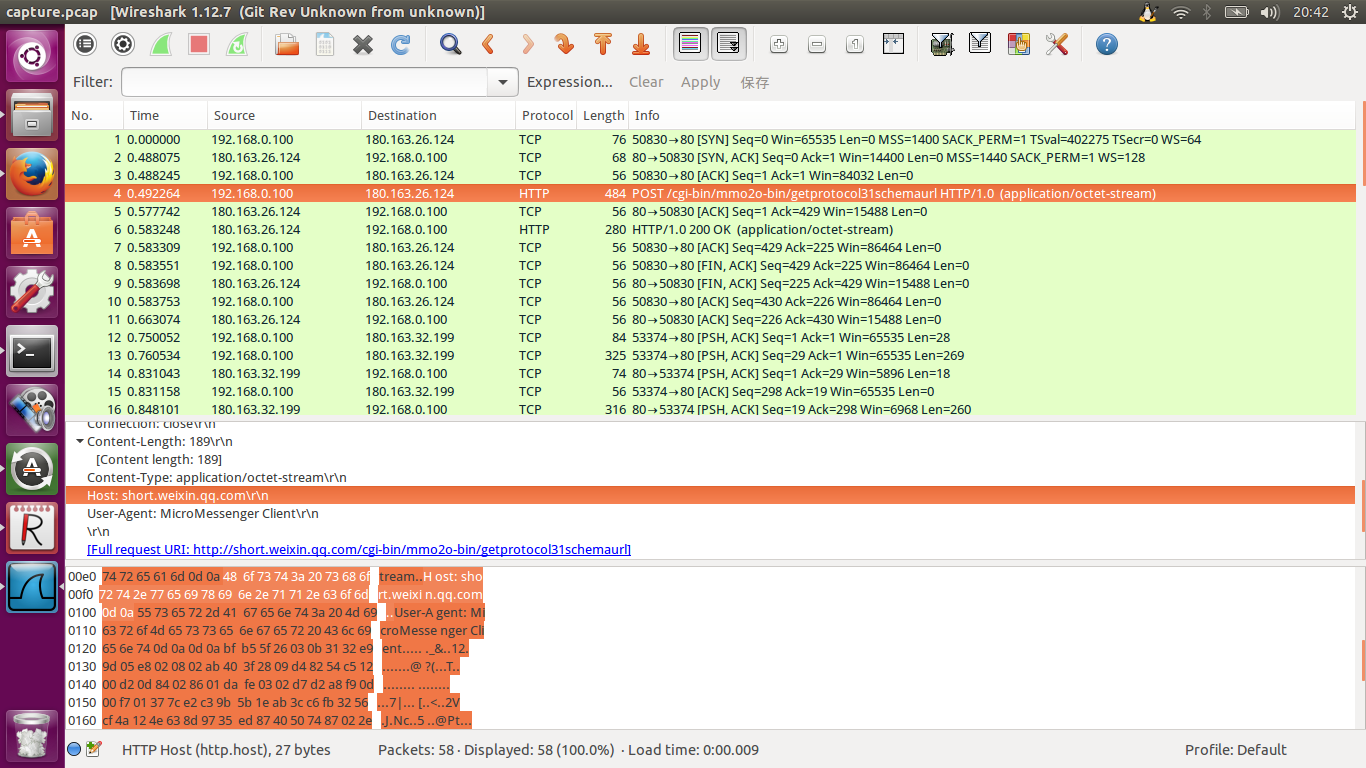 capture.pcap   [Wireshark 1.12.7  (Git Rev Unknown from unknown)]
20:42
Filter:
Expression...
Clear
Apply
保存
No. Time Source Destination Protocol Length Info
1 0.000000 192.168.0.100 180.163.26.124 TCP 76 50830→80 [SYN] Seq=0 Win=65535 Len=0 MSS=1400 SACK_PERM=1 TSval=402275 TSecr=0 WS=64
2 0.488075 180.163.26.124 192.168.0.100 TCP 68 80→50830 [SYN, ACK] Seq=0 Ack=1 Win=14400 Len=0 MSS=1440 SACK_PERM=1 WS=128
3 0.488245 192.168.0.100 180.163.26.124 TCP 56 50830→80 [ACK] Seq=1 Ack=1 Win=84032 Len=0
4 0.492264 192.168.0.100 180.163.26.124 HTTP 484 POST /cgi-bin/mmo2o-bin/getprotocol31schemaurl HTTP/1.0  (application/octet-stream)
5 0.577742 180.163.26.124 192.168.0.100 TCP 56 80→50830 [ACK] Seq=1 Ack=429 Win=15488 Len=0
6 0.583248 180.163.26.124 192.168.0.100 HTTP 280 HTTP/1.0 200 OK  (application/octet-stream)
7 0.583309 192.168.0.100 180.163.26.124 TCP 56 50830→80 [ACK] Seq=429 Ack=225 Win=86464 Len=0
8 0.583551 192.168.0.100 180.163.26.124 TCP 56 50830→80 [FIN, ACK] Seq=429 Ack=225 Win=86464 Len=0
9 0.583698 180.163.26.124 192.168.0.100 TCP 56 80→50830 [FIN, ACK] Seq=225 Ack=429 Win=15488 Len=0
10 0.583753 192.168.0.100 180.163.26.124 TCP 56 50830→80 [ACK] Seq=430 Ack=226 Win=86464 Len=0
11 0.663074 180.163.26.124 192.168.0.100 TCP 56 80→50830 [ACK] Seq=226 Ack=430 Win=15488 Len=0
12 0.750052 192.168.0.100 180.163.32.199 TCP 84 53374→80 [PSH, ACK] Seq=1 Ack=1 Win=65535 Len=28
13 0.760534 192.168.0.100 180.163.32.199 TCP 325 53374→80 [PSH, ACK] Seq=29 Ack=1 Win=65535 Len=269
14 0.831043 180.163.32.199 192.168.0.100 TCP 74 80→53374 [PSH, ACK] Seq=1 Ack=29 Win=5896 Len=18
15 0.831158 192.168.0.100 180.163.32.199 TCP 56 53374→80 [ACK] Seq=298 Ack=19 Win=65535 Len=0
16 0.848101 180.163.32.199 192.168.0.100 TCP 316 80→53374 [PSH, ACK] Seq=19 Ack=298 Win=6968 Len=260
Connection: close\r\n
Content-Length: 189\r\n
[Content length: 189]
Content-Type: application/octet-stream\r\n
Host: short.weixin.qq.com\r\n
User-Agent: MicroMessenger Client\r\n
\r\n
[Full request URI: http://short.weixin.qq.com/cgi-bin/mmo2o-bin/getprotocol31schemaurl]
00e0 74 72 65 61 6d 0d 0a 48  6f 73 74 3a 20 73 68 6f tream..H ost: sho
00f0 72 74 2e 77 65 69 78 69  6e 2e 71 71 2e 63 6f 6d rt.weixi n.qq.com
0100 0d 0a 55 73 65 72 2d 41  67 65 6e 74 3a 20 4d 69 ..User-A gent: Mi
0110 63 72 6f 4d 65 73 73 65  6e 67 65 72 20 43 6c 69 croMesse nger Cli
0120 65 6e 74 0d 0a 0d 0a bf  b5 5f 26 03 0b 31 32 e9 ent..... ._&..12.
0130 9d 05 e8 02 08 02 ab 40  3f 28 09 d4 82 54 c5 12 .......@ ?(...T..
0140 00 d2 0d 84 02 86 01 da  fe 03 02 d7 d2 a8 f9 0d ........ ........
0150 00 f7 01 37 7c e2 c3 9b  5b 1e ab 3c c6 fb 32 56 ...7|... [..<..2V
0160 cf 4a 12 4e 63 8d 97 35  ed 87 40 50 74 87 02 2e .J.Nc..5 ..@Pt...
HTTP Host (http.host), 27 bytes
Packets: 58 · Displayed: 58 (100.0%)  · Load time: 0:00.009
Profile: Default